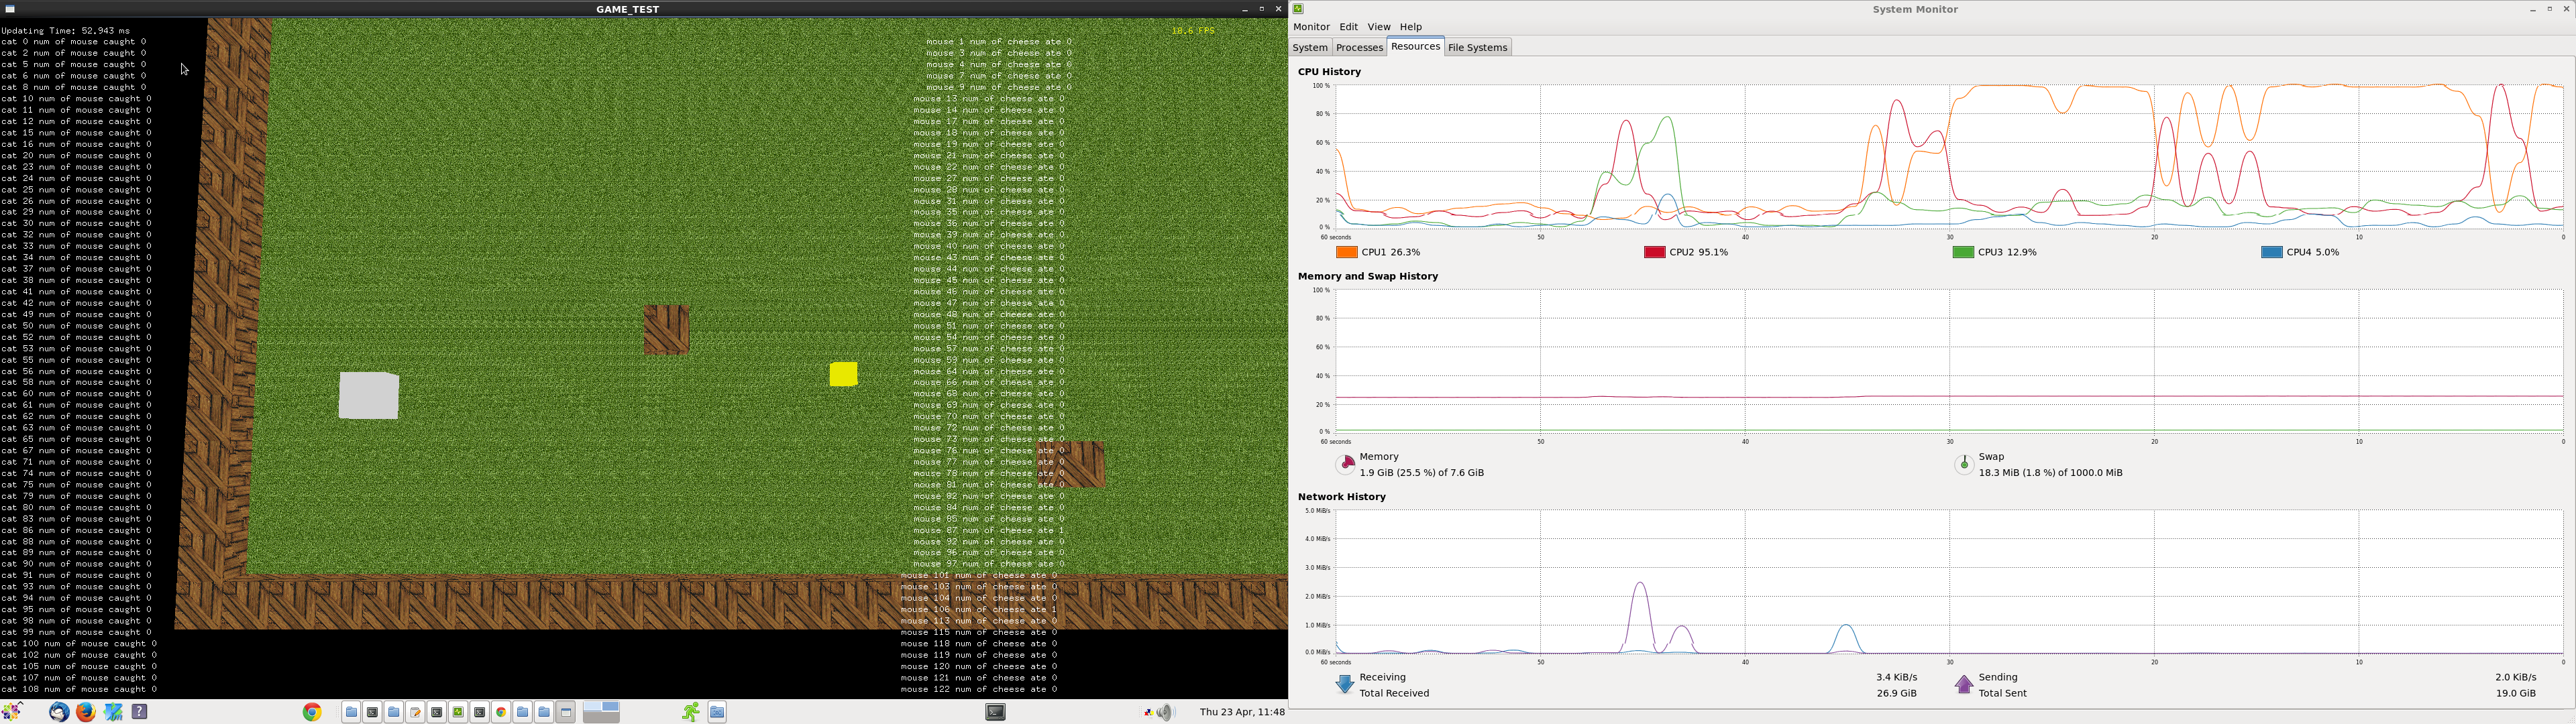 GAME_TEST
Updating Time: 52.943 ms
18.6 FPS
cat 0 num of mouse caught 0
cat 2 num of mouse caught 0
cat 5 num of mouse caught 0
cat 6 num of mouse caught 0
cat 8 num of mouse caught 0
cat 10 num of mouse caught 0
cat 11 num of mouse caught 0
cat 12 num of mouse caught 0
cat 15 num of mouse caught 0
cat 16 num of mouse caught 0
cat 20 num of mouse caught 0
cat 23 num of mouse caught 0
cat 24 num of mouse caught 0
cat 25 num of mouse caught 0
cat 26 num of mouse caught 0
cat 29 num of mouse caught 0
cat 30 num of mouse caught 0
cat 32 num of mouse caught 0
cat 33 num of mouse caught 0
cat 34 num of mouse caught 0
cat 37 num of mouse caught 0
cat 38 num of mouse caught 0
cat 41 num of mouse caught 0
cat 42 num of mouse caught 0
cat 49 num of mouse caught 0
cat 50 num of mouse caught 0
cat 52 num of mouse caught 0
cat 53 num of mouse caught 0
cat 55 num of mouse caught 0
cat 56 num of mouse caught 0
cat 58 num of mouse caught 0
cat 60 num of mouse caught 0
cat 61 num of mouse caught 0
cat 62 num of mouse caught 0
cat 63 num of mouse caught 0
cat 65 num of mouse caught 0
cat 67 num of mouse caught 0
cat 71 num of mouse caught 0
cat 74 num of mouse caught 0
cat 75 num of mouse caught 0
cat 79 num of mouse caught 0
cat 80 num of mouse caught 0
cat 83 num of mouse caught 0
cat 86 num of mouse caught 0
cat 88 num of mouse caught 0
cat 89 num of mouse caught 0
cat 90 num of mouse caught 0
cat 91 num of mouse caught 0
cat 93 num of mouse caught 0
cat 94 num of mouse caught 0
cat 95 num of mouse caught 0
cat 98 num of mouse caught 0
cat 99 num of mouse caught 0
cat 100 num of mouse caught 0
cat 102 num of mouse caught 0
cat 105 num of mouse caught 0
cat 107 num of mouse caught 0
cat 108 num of mouse caught 0
mouse 1 num of cheese ate 0
mouse 3 num of cheese ate 0
mouse 4 num of cheese ate 0
mouse 7 num of cheese ate 0
mouse 9 num of cheese ate 0
mouse 13 num of cheese ate 0
mouse 14 num of cheese ate 0
mouse 17 num of cheese ate 0
mouse 18 num of cheese ate 0
mouse 19 num of cheese ate 0
mouse 21 num of cheese ate 0
mouse 22 num of cheese ate 0
mouse 27 num of cheese ate 0
mouse 28 num of cheese ate 0
mouse 31 num of cheese ate 0
mouse 35 num of cheese ate 0
mouse 36 num of cheese ate 0
mouse 39 num of cheese ate 0
mouse 40 num of cheese ate 0
mouse 43 num of cheese ate 0
mouse 44 num of cheese ate 0
mouse 45 num of cheese ate 0
mouse 46 num of cheese ate 0
mouse 47 num of cheese ate 0
mouse 48 num of cheese ate 0
mouse 51 num of cheese ate 0
mouse 54 num of cheese ate 0
mouse 57 num of cheese ate 0
mouse 59 num of cheese ate 0
mouse 64 num of cheese ate 0
mouse 66 num of cheese ate 0
mouse 68 num of cheese ate 0
mouse 69 num of cheese ate 0
mouse 70 num of cheese ate 0
mouse 72 num of cheese ate 0
mouse 73 num of cheese ate 0
mouse 76 num of cheese ate 0
mouse 77 num of cheese ate 0
mouse 78 num of cheese ate 0
mouse 81 num of cheese ate 0
mouse 82 num of cheese ate 0
mouse 84 num of cheese ate 0
mouse 85 num of cheese ate 0
mouse 87 num of cheese ate 1
mouse 92 num of cheese ate 0
mouse 96 num of cheese ate 0
mouse 97 num of cheese ate 0
mouse 101 num of cheese ate 0
mouse 103 num of cheese ate 0
mouse 104 num of cheese ate 0
mouse 106 num of cheese ate 1
mouse 113 num of cheese ate 0
mouse 115 num of cheese ate 0
mouse 118 num of cheese ate 0
mouse 119 num of cheese ate 0
mouse 120 num of cheese ate 0
mouse 121 num of cheese ate 0
mouse 122 num of cheese ate 0
Thu 23 Apr, 11:48
System Monitor
Monitor Edit View Help
System Processes Resources File Systems
CPU History
100 %
80 %
60 %
40 %
20 %
0 %
60 seconds 50 40 30 20 10 0
CPU1 26.3% CPU2 95.1% CPU3 12.9% CPU4 5.0%
Memory and Swap History
100 %
80 %
60 %
40 %
20 %
0 %
60 seconds 50 40 30 20 10 0
Memory
1.9 GiB (25.5 %) of 7.6 GiB
Swap
18.3 MiB (1.8 %) of 1000.0 MiB
Network History
5.0 MiB/s
4.0 MiB/s
3.0 MiB/s
2.0 MiB/s
1.0 MiB/s
0.0 MiB/s
60 seconds 50 40 30 20 10 0
Receiving 3.4 KiB/s
Total Received 26.9 GiB
Sending 2.0 KiB/s
Total Sent 19.0 GiB